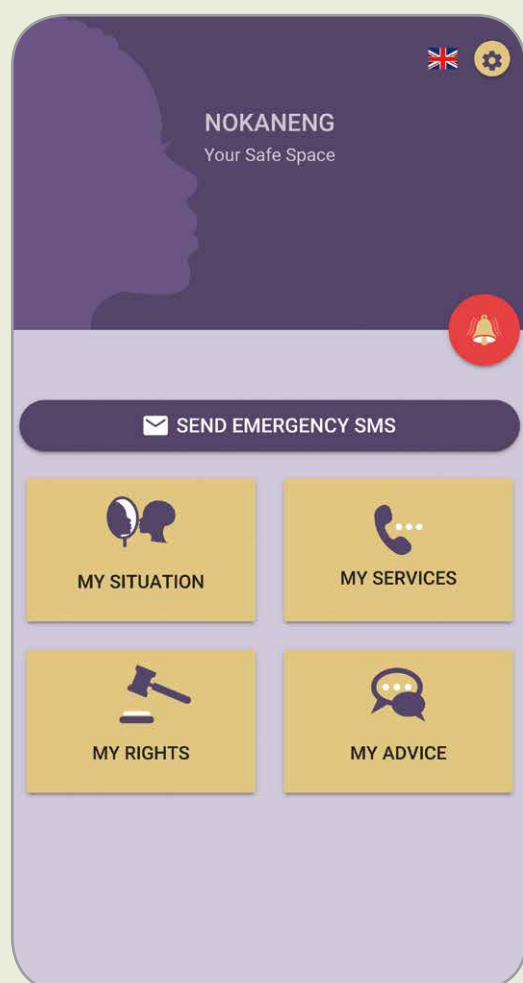 NOKANENG
Your Safe Space
SEND EMERGENCY SMS
MY SITUATION
MY SERVICES
MY RIGHTS
MY ADVICE